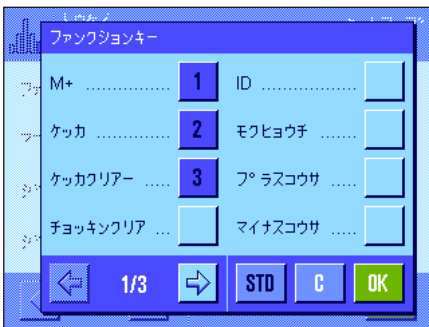 ファンクションキー
M+ ............... 1
ID ...................
ケッカ ............... 2
モクヒョウチ .......
ケッカクリアー ..... 3
プラスコウサ .....
チョッキンクリア ...
マイナスコウサ .....
1/3
STD
C
OK